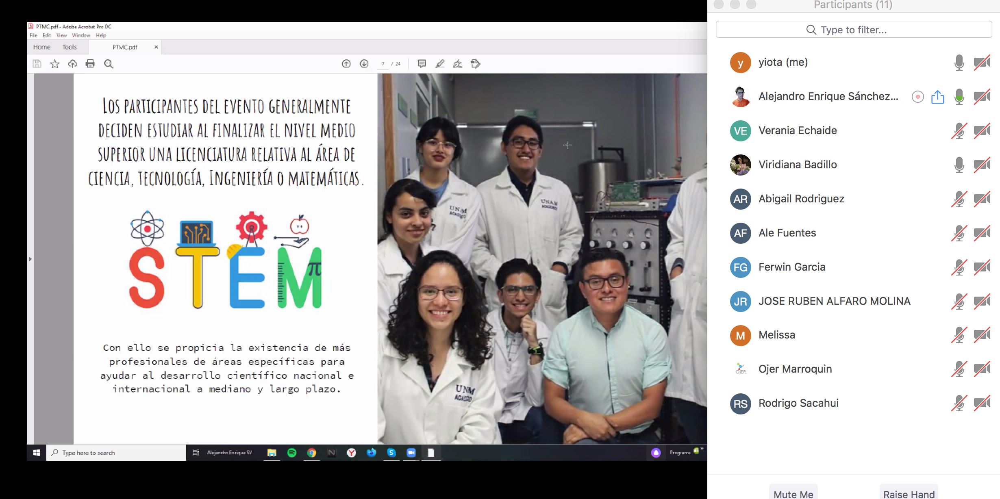 PTMC.pdf - Adobe Acrobat Pro DC
File Edit View Window Help
Home Tools PTMC.pdf ×
7 / 24
LOS PARTICIPANTES DEL EVENTO GENERALMENTE
DECIDEN ESTUDIAR AL FINALIZAR EL NIVEL MEDIO
SUPERIOR UNA LICENCIATURA RELATIVA AL ÁREA DE
CIENCIA, TECNOLOGÍA, INGENIERÍA O MATEMÁTICAS.
STEM
π
Con ello se propicia la existencia de más
profesionales de áreas específicas para
ayudar al desarrollo científico nacional e
internacional a mediano y largo plazo.
UNAM
UNAM
UNAM
Type here to search
Alejandro Enrique SV
Programs
Participants (11)
Type to filter...
y yiota (me)
Alejandro Enrique Sánchez...
VE Verania Echaide
Viridiana Badillo
AR Abigail Rodriguez
AF Ale Fuentes
FG Ferwin Garcia
JR JOSE RUBEN ALFARO MOLINA
M Melissa
OJER Ojer Marroquin
RS Rodrigo Sacahui
Mute Me Raise Hand